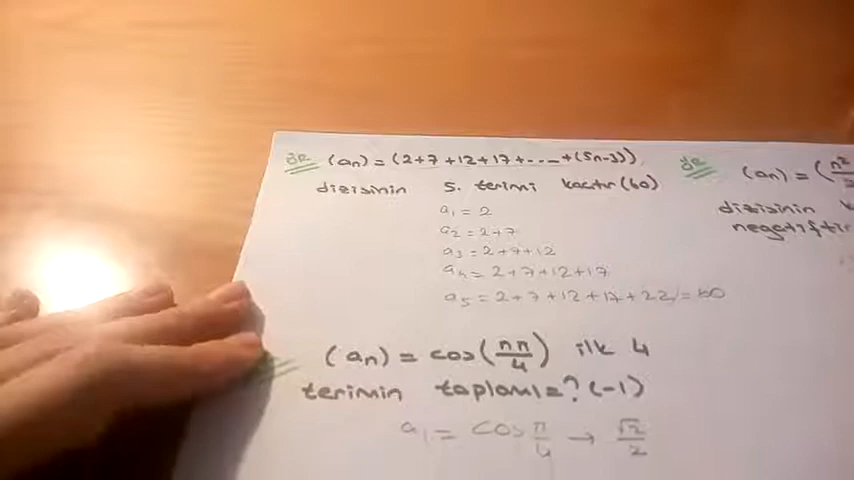 ÖR (an) = (2+7+12+17+.....+(5n-3))
dizisinin 5. terimi kaçtır (60)
a1 = 2
a2 = 2+7
a3 = 2+7+12
a4 = 2+7+12+17
a5 = 2+7+12+17+22 = 60
(an) = cos(nπ/4) ilk 4
terimin toplamı = ? (-1)
a1 = cos π/4 → √2/2
ÖR (an) = (n²
dizisinin
negatiftir